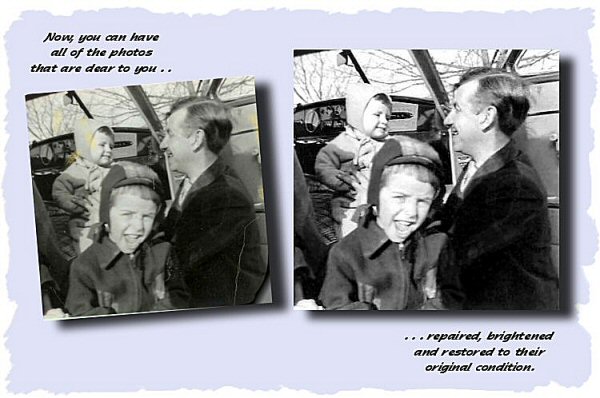 Now, you can have
all of the photos
that are dear to you . .
. . . repaired, brightened
and restored to their
original condition.